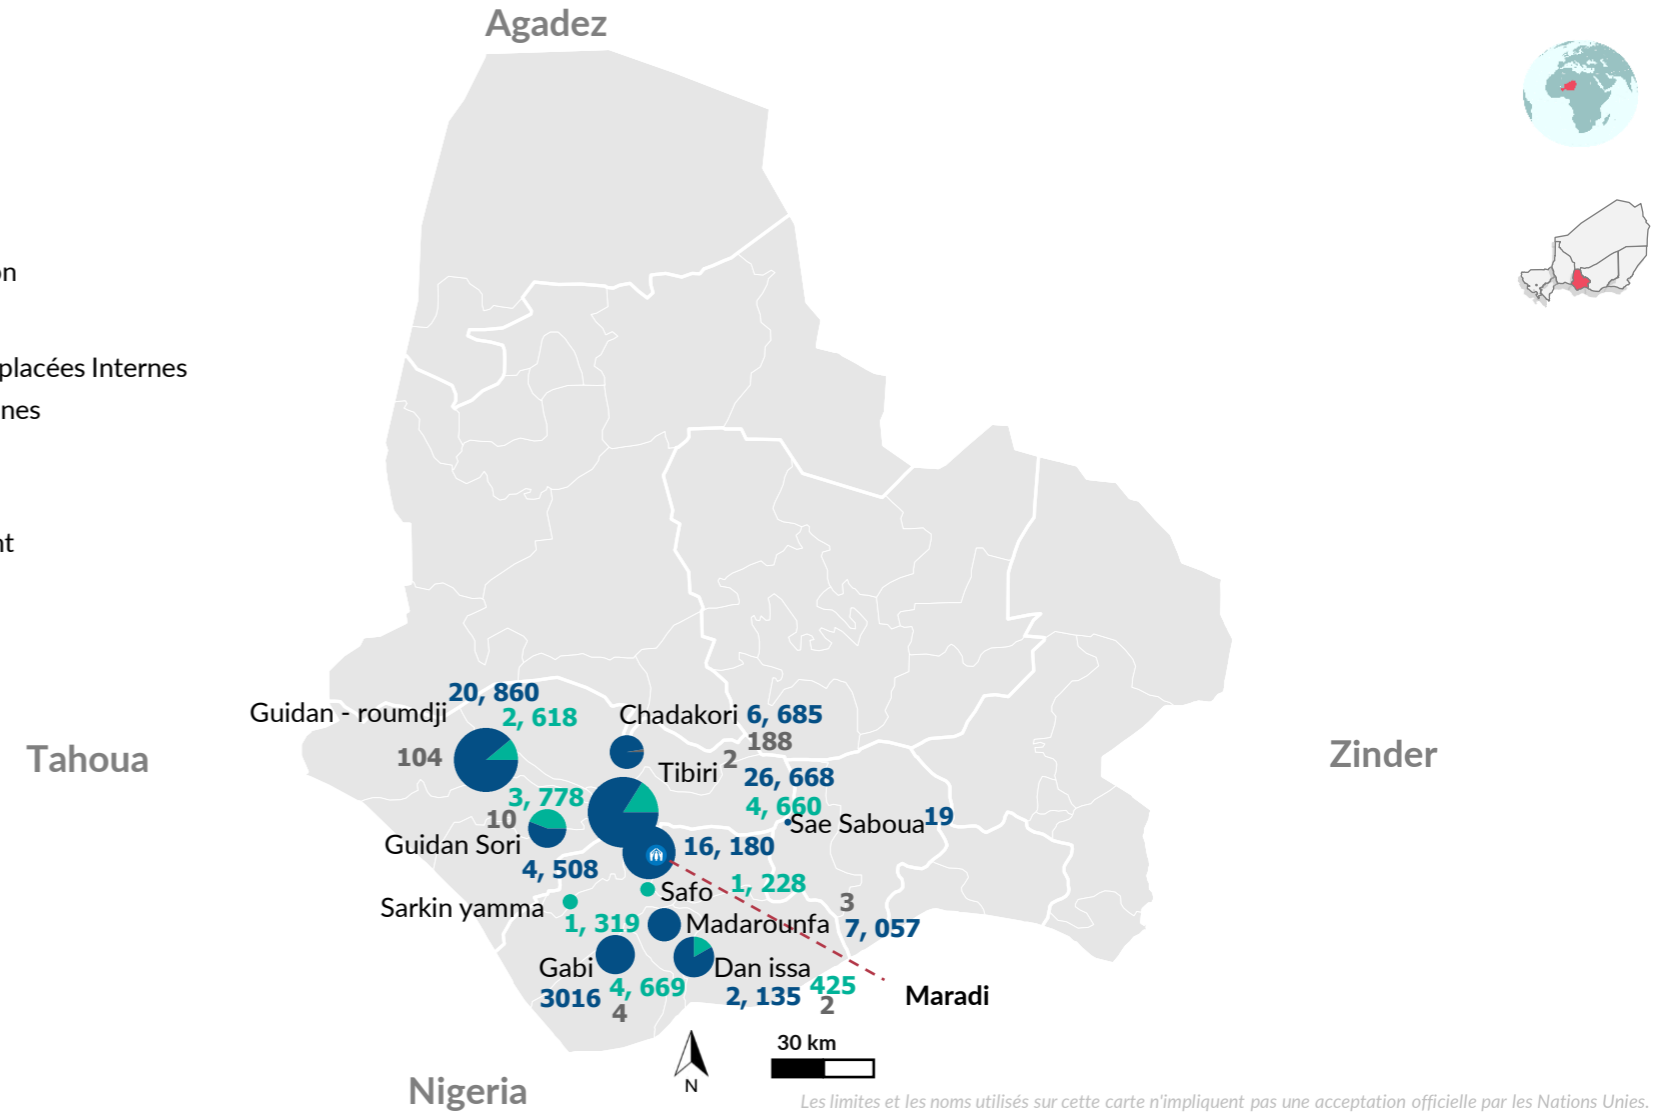 Agadez
on
placées Internes
nes
nt
20, 860
Guidan - roumdji
2, 618
104
Chadakori 6, 685
188
2
Tibiri
26, 668
4, 660
Sae Saboua 19
Tahoua
Zinder
3, 778
10
Guidan Sori
4, 508
16, 180
Safo
1, 228
Sarkin yamma
1, 319
3
Madarounfa 7, 057
Gabi
4, 669
3016
4
Dan issa
2, 135
425
2
Maradi
30 km
N
Nigeria
Les limites et les noms utilisés sur cette carte n'impliquent pas une acceptation officielle par les Nations Unies.